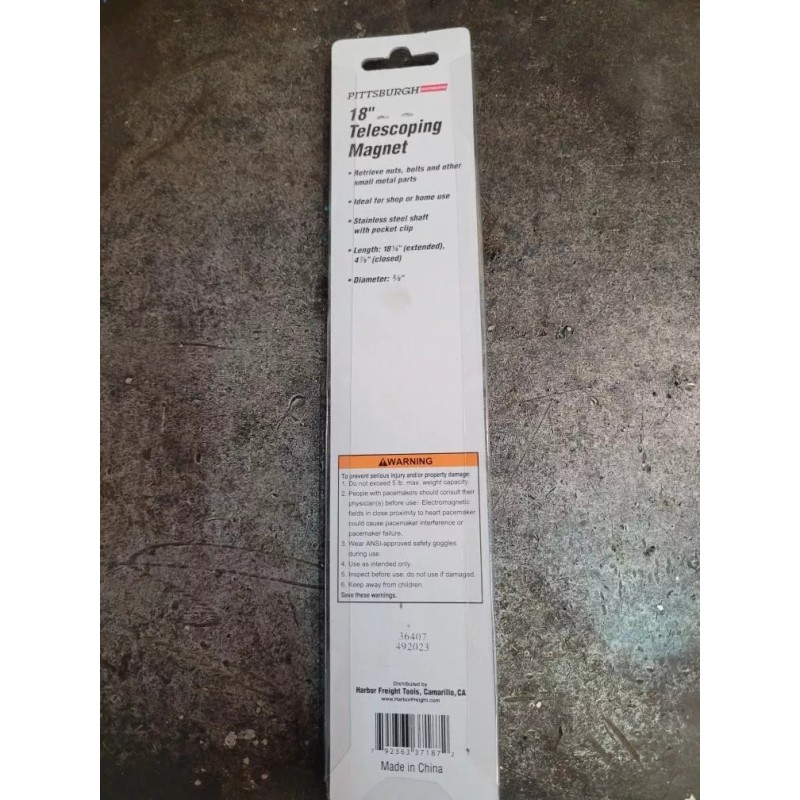 PITTSBURGH
18"
Telescoping
Magnet
• Retrieve nuts, bolts and other
small metal parts
• Ideal for shop or home use
• Stainless steel shaft
with pocket clip
• Length: 18¼" (extended),
4⅞" (closed)
• Diameter: ⅜"
⚠WARNING
To prevent serious injury and/or property damage:
1. Do not exceed 5 lb. max. weight capacity.
2. People with pacemakers should consult their
physician(s) before use. Electromagnetic
fields in close proximity to heart pacemaker
could cause pacemaker interference or
pacemaker failure.
3. Wear ANSI-approved safety goggles
during use.
4. Use as intended only.
5. Inspect before use; do not use if damaged.
6. Keep away from children.
Save these warnings.
36407
492023
Distributed by
Harbor Freight Tools, Camarillo, CA
www.HarborFreight.com
7 92363 37187 2
Made in China